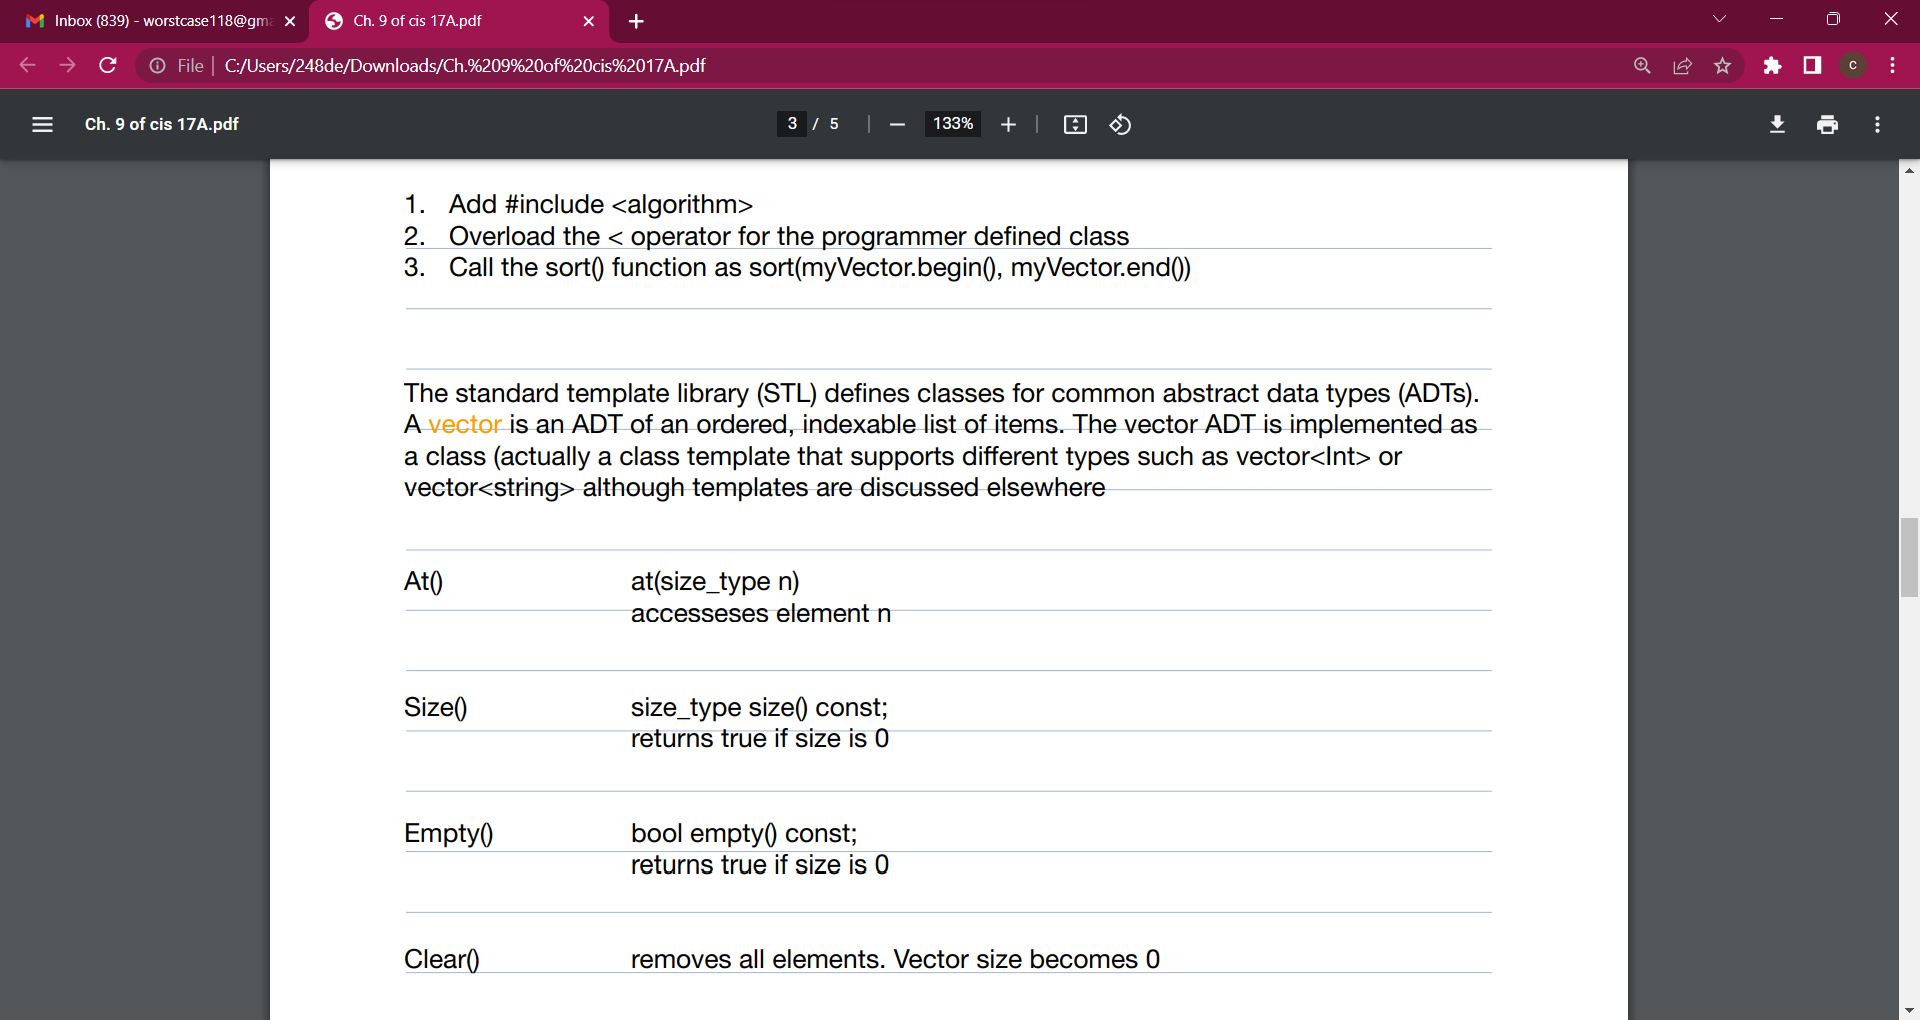 Inbox (839) - worstcase118@gma
Ch. 9 of cis 17A.pdf
File
C:/Users/248de/Downloads/Ch.%209%20of%20cis%2017A.pdf
C
Ch. 9 of cis 17A.pdf
3 / 5
133%
1. Add #include <algorithm>
2. Overload the < operator for the programmer defined class
3. Call the sort() function as sort(myVector.begin(), myVector.end())
The standard template library (STL) defines classes for common abstract data types (ADTs).
A vector is an ADT of an ordered, indexable list of items. The vector ADT is implemented as
a class (actually a class template that supports different types such as vector<Int> or
vector<string> although templates are discussed elsewhere
At() at(size_type n)
accesseses element n
Size() size_type size() const;
returns true if size is 0
Empty() bool empty() const;
returns true if size is 0
Clear() removes all elements. Vector size becomes 0